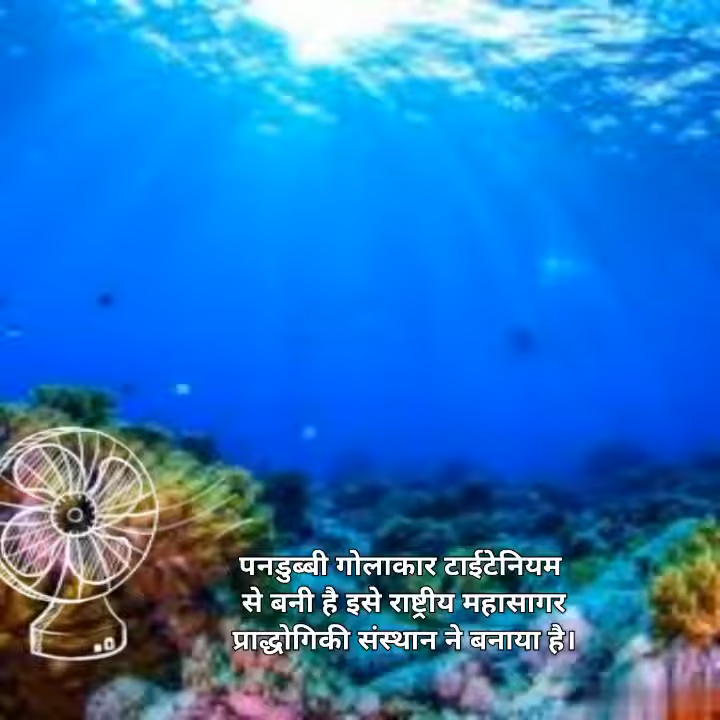 पनडुब्बी गोलाकार टाईटेनियम
से बनी है इसे राष्ट्रीय महासागर
प्राद्धोगिकी संस्थान ने बनाया है।